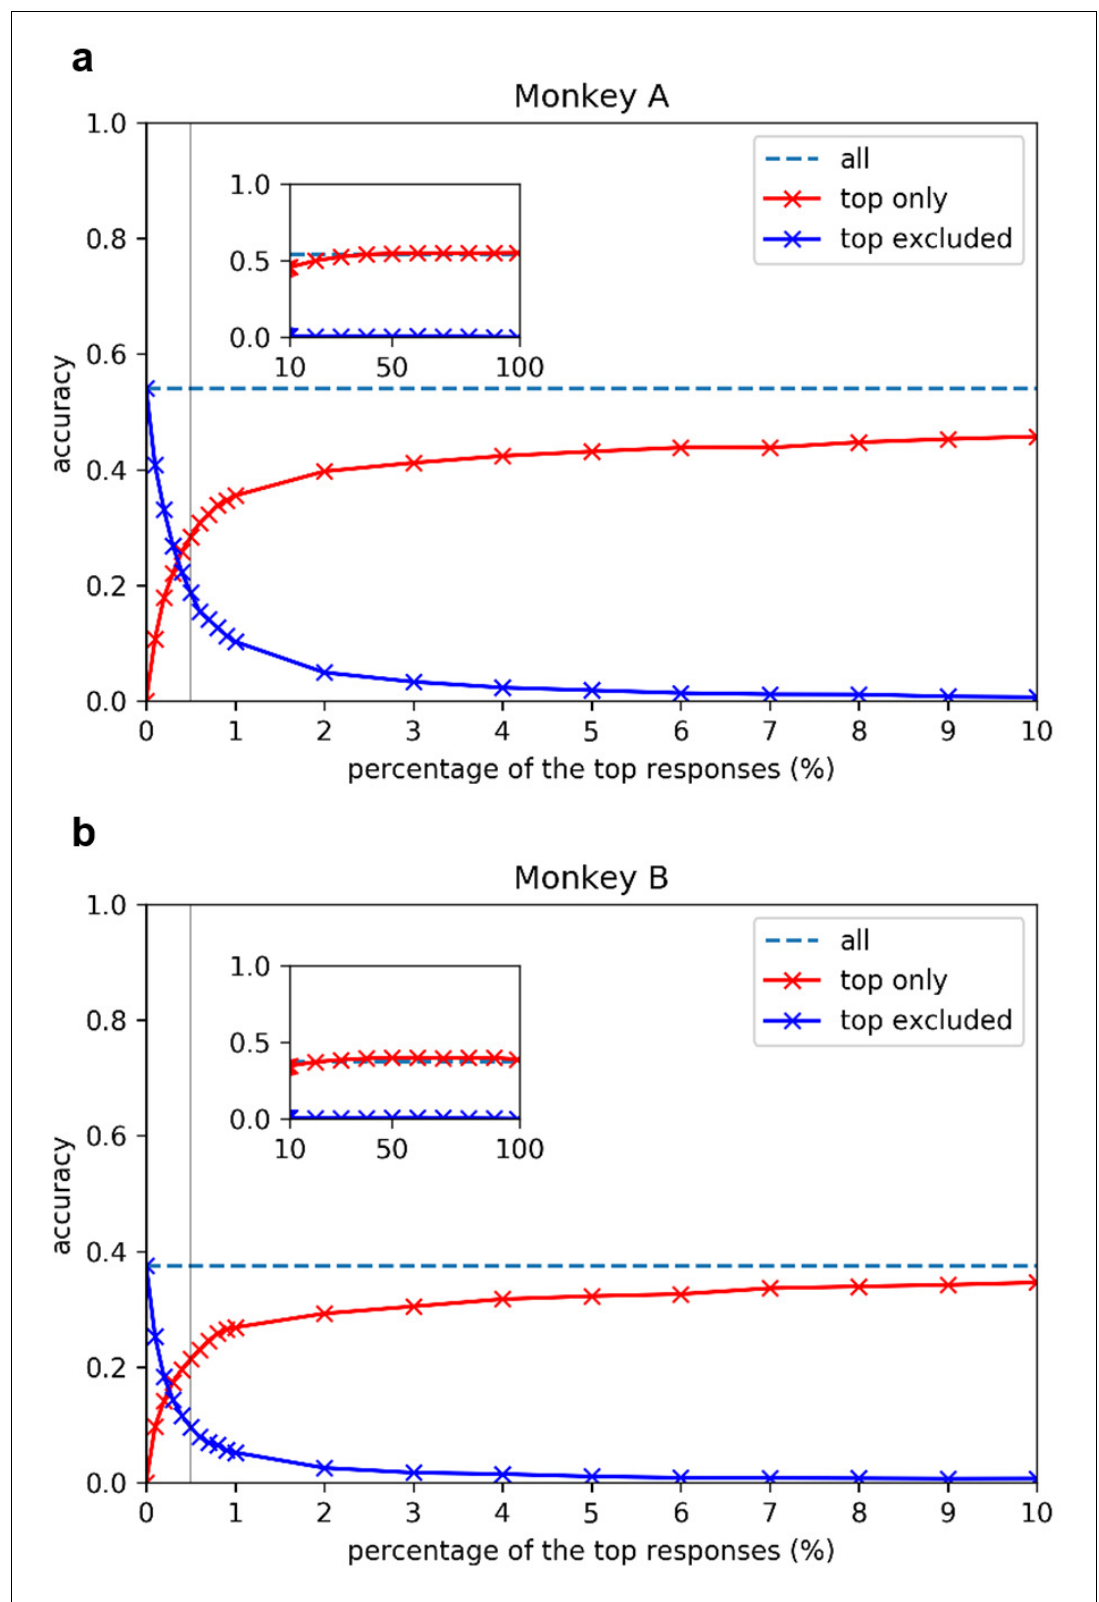 a
Monkey A
1.0
0.8
0.6
0.4
0.2
0.0
accuracy
all
top only
top excluded
1.0
0.5
0.0
10 50 100
0 1 2 3 4 5 6 7 8 9 10
percentage of the top responses (%)
b
Monkey B
1.0
0.8
0.6
0.4
0.2
0.0
accuracy
all
top only
top excluded
1.0
0.5
0.0
10 50 100
0 1 2 3 4 5 6 7 8 9 10
percentage of the top responses (%)